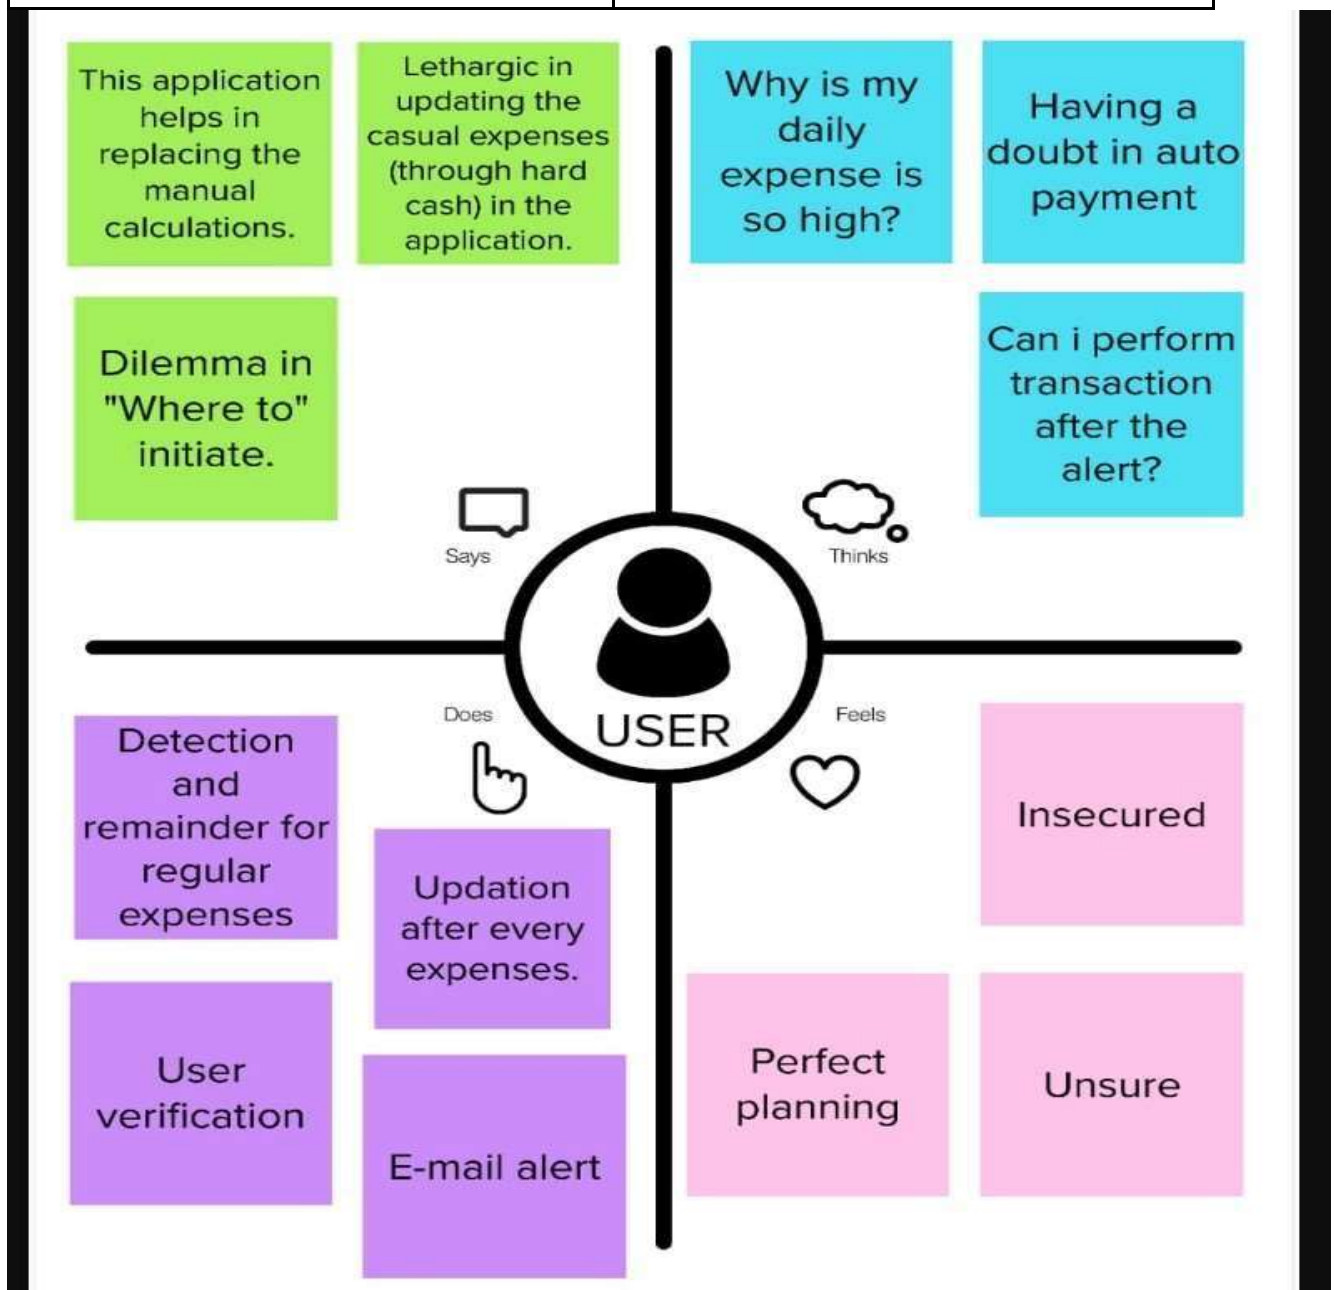 This application
helps in
replacing the
manual
calculations.
Lethargic in
updating the
casual expenses
(through hard
cash) in the
application.
Dilemma in
"Where to"
initiate.
Says
Why is my
daily
expense is
so high?
Having a
doubt in auto
payment
Can i perform
transaction
after the
alert?
Thinks
USER
Does
Detection
and
remainder for
regular
expenses
Updation
after every
expenses.
User
verification
E-mail alert
Feels
Insecured
Perfect
planning
Unsure